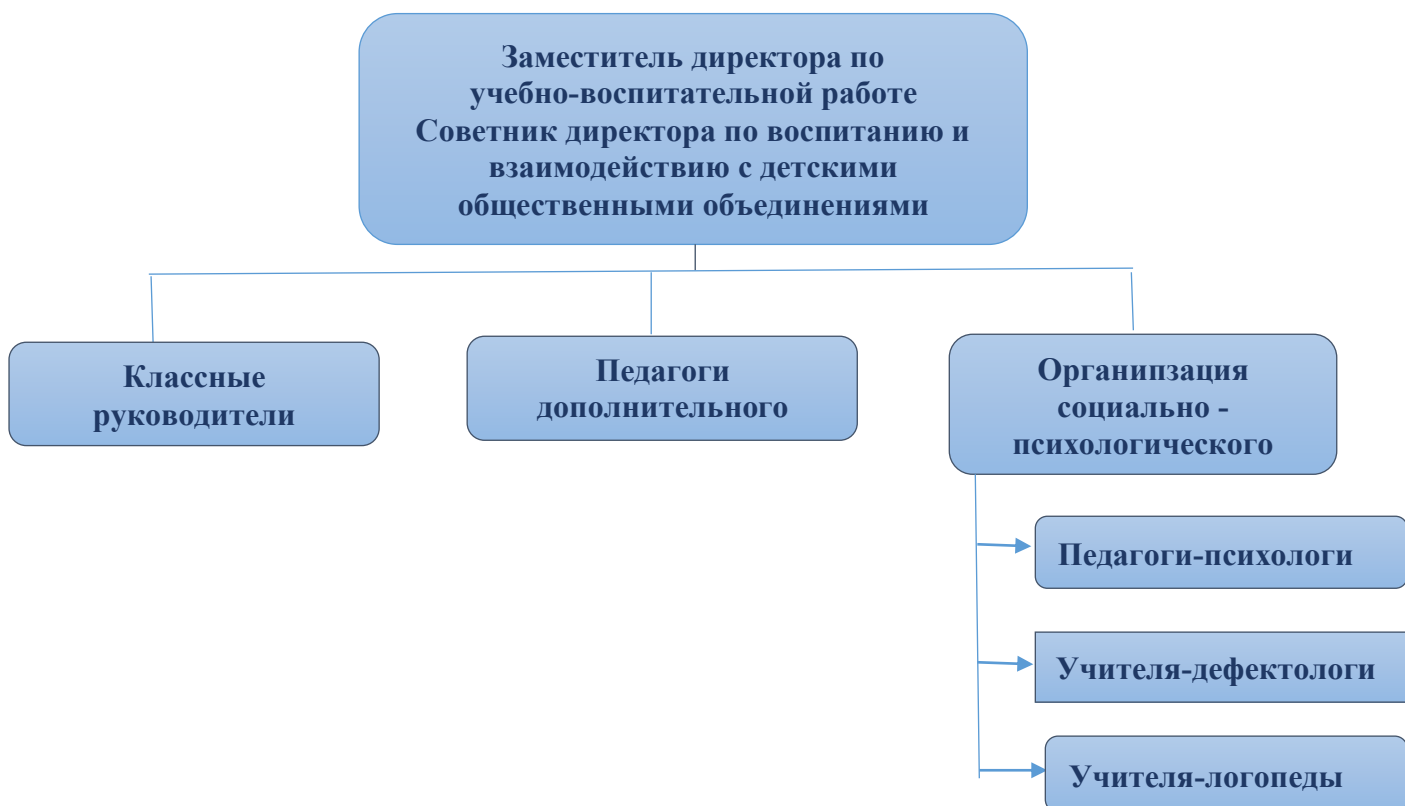 Заместитель директора по
учебно-воспитательной работе
Советник директора по воспитанию и
взаимодействию с детскими
общественными объединениями
Классные
руководители
Педагоги
дополнительного
Органипзация
социально -
психологического
Педагоги-психологи
Учителя-дефектологи
Учителя-логопеды